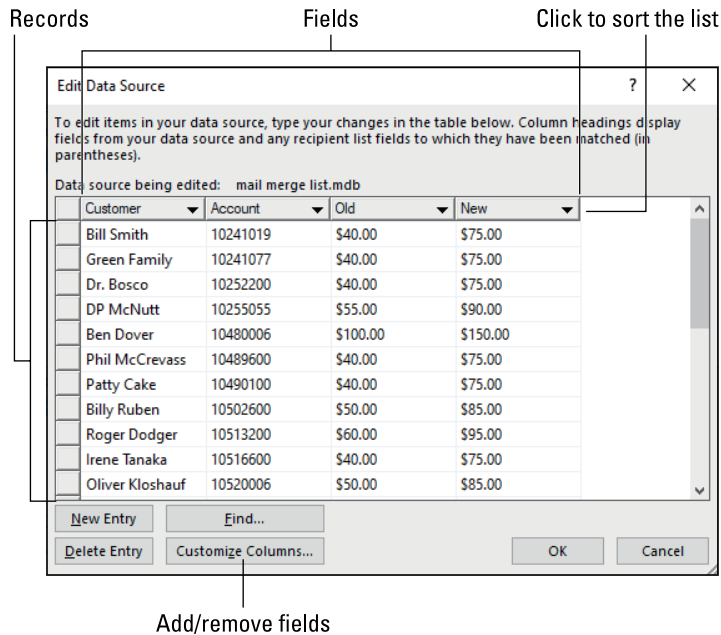 Records Fields Click to sort the list
Edit Data Source ? ×
To edit items in your data source, type your changes in the table below. Column headings display
fields from your data source and any recipient list fields to which they have been matched (in
parentheses).
Data source being edited: mail merge list.mdb
Customer Account Old New
Bill Smith 10241019 $40.00 $75.00
Green Family 10241077 $40.00 $75.00
Dr. Bosco 10252200 $40.00 $75.00
DP McNutt 10255055 $55.00 $90.00
Ben Dover 10480006 $100.00 $150.00
Phil McCrevass 10489600 $40.00 $75.00
Patty Cake 10490100 $40.00 $75.00
Billy Ruben 10502600 $50.00 $85.00
Roger Dodger 10513200 $60.00 $95.00
Irene Tanaka 10516600 $40.00 $75.00
Oliver Kloshauf 10520006 $50.00 $85.00
New Entry Find...
Delete Entry Customize Columns... OK Cancel
Add/remove fields